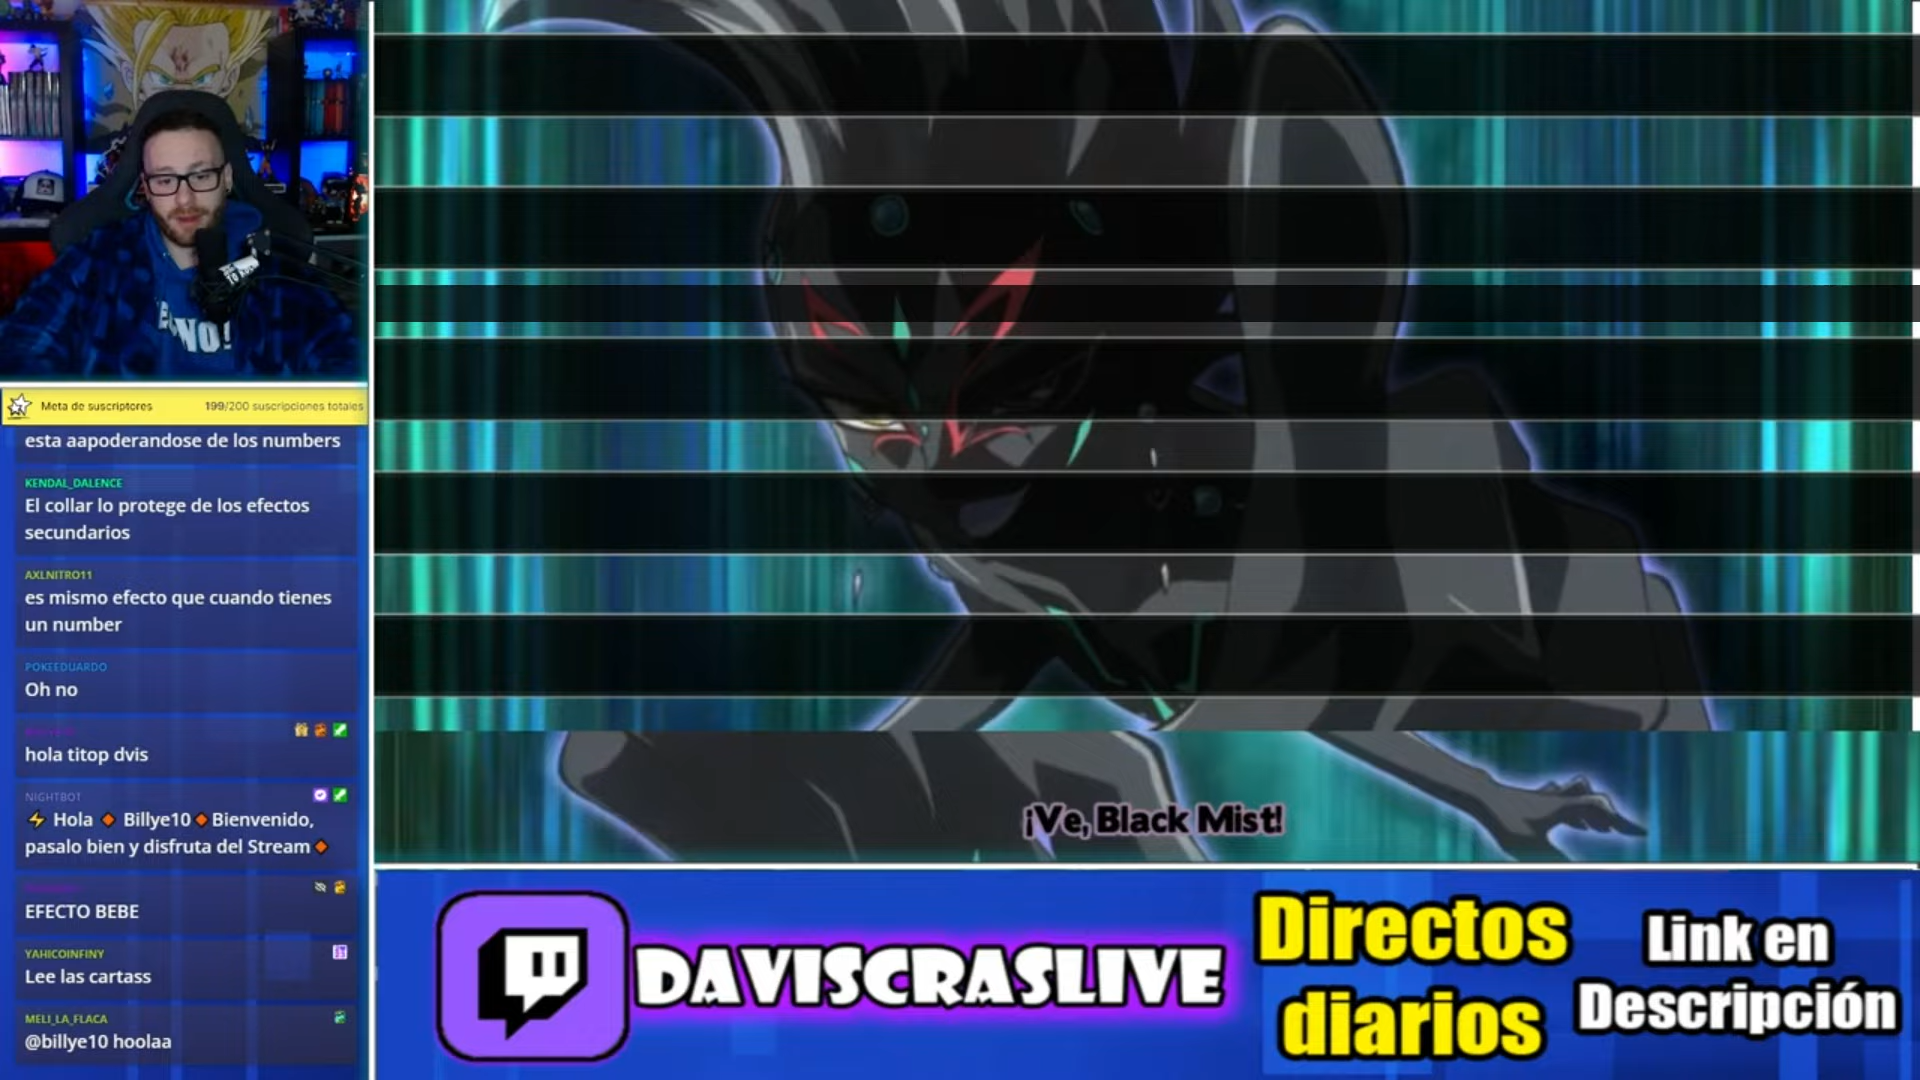 Meta de suscriptores 199/200 suscripciones totales
esta aapoderandose de los numbers
KENDAL_DALENCE
El collar lo protege de los efectos
secundarios
AXLNITRO11
es mismo efecto que cuando tienes
un number
POKEEDUARDO
Oh no
hola titop dvis
NIGHTBOT
Hola Billye10 Bienvenido,
pasalo bien y disfruta del Stream
EFECTO BEBE
YAHICOINFINY
Lee las cartass
MELI_LA_FLACA
@billye10 hoolaa
¡Ve, Black Mist!
DAVISCRASLIVE
Directos
diarios
Link en
Descripción